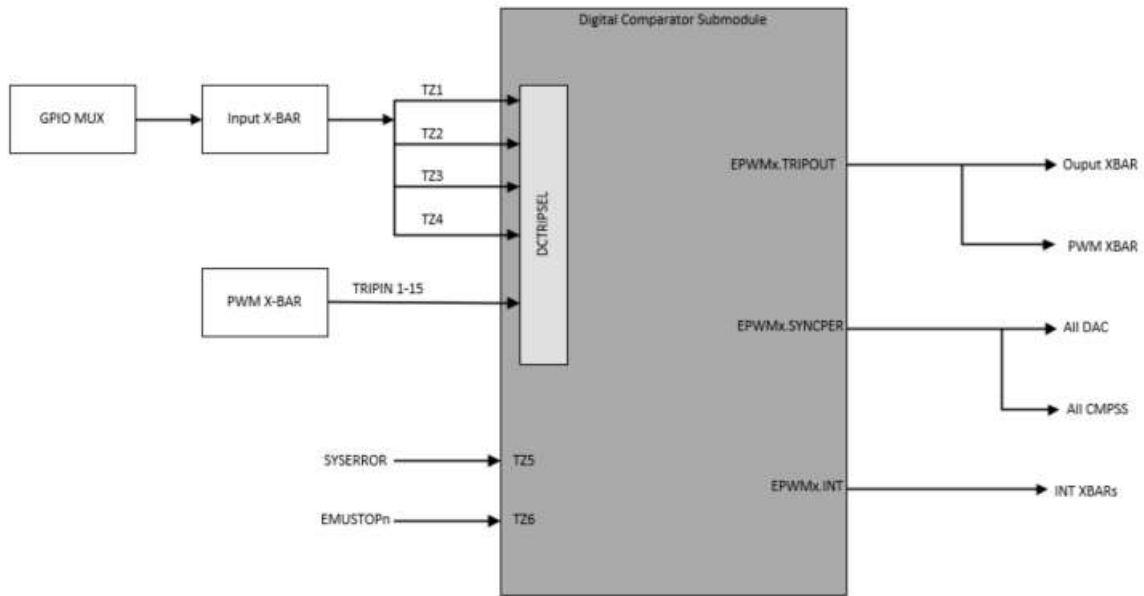 Digital Comparator Submodule
GPIO MUX
Input X-BAR
TZ1
TZ2
TZ3
TZ4
DCTRIPSEL
PWM X-BAR
TRIPIN 1-15
SYSERROR
TZ5
EMUSTOPn
TZ6
EPWMx.TRIPOUT
Ouput XBAR
PWM XBAR
EPWMx.SYNCPER
All DAC
All CMPSS
EPWMx.INT
INT XBARs